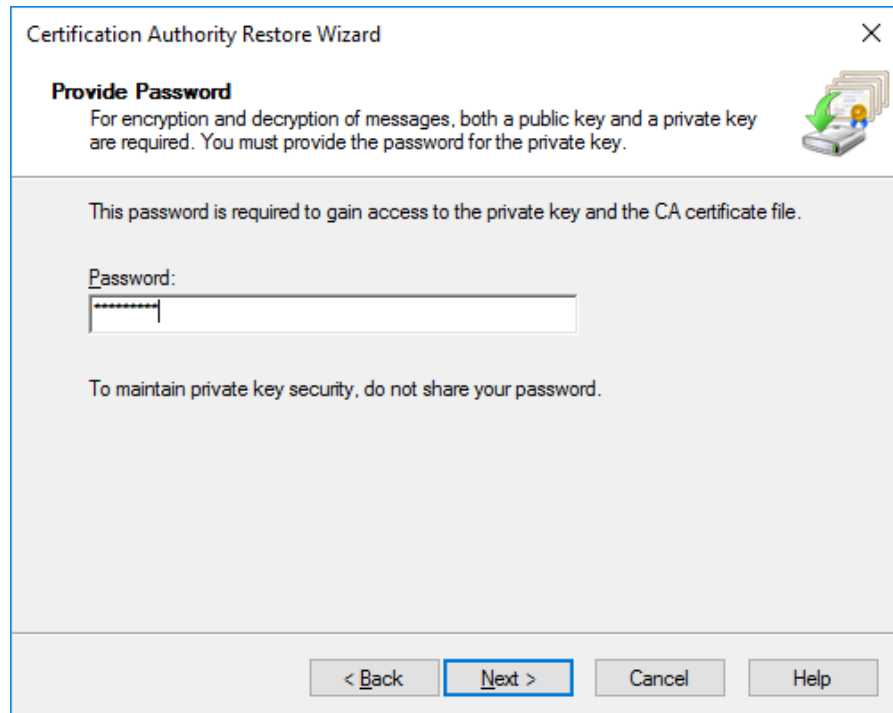 Certification Authority Restore Wizard
Provide Password
For encryption and decryption of messages, both a public key and a private key
are required. You must provide the password for the private key.
This password is required to gain access to the private key and the CA certificate file.
Password:
*********
To maintain private key security, do not share your password.
< Back
Next >
Cancel
Help